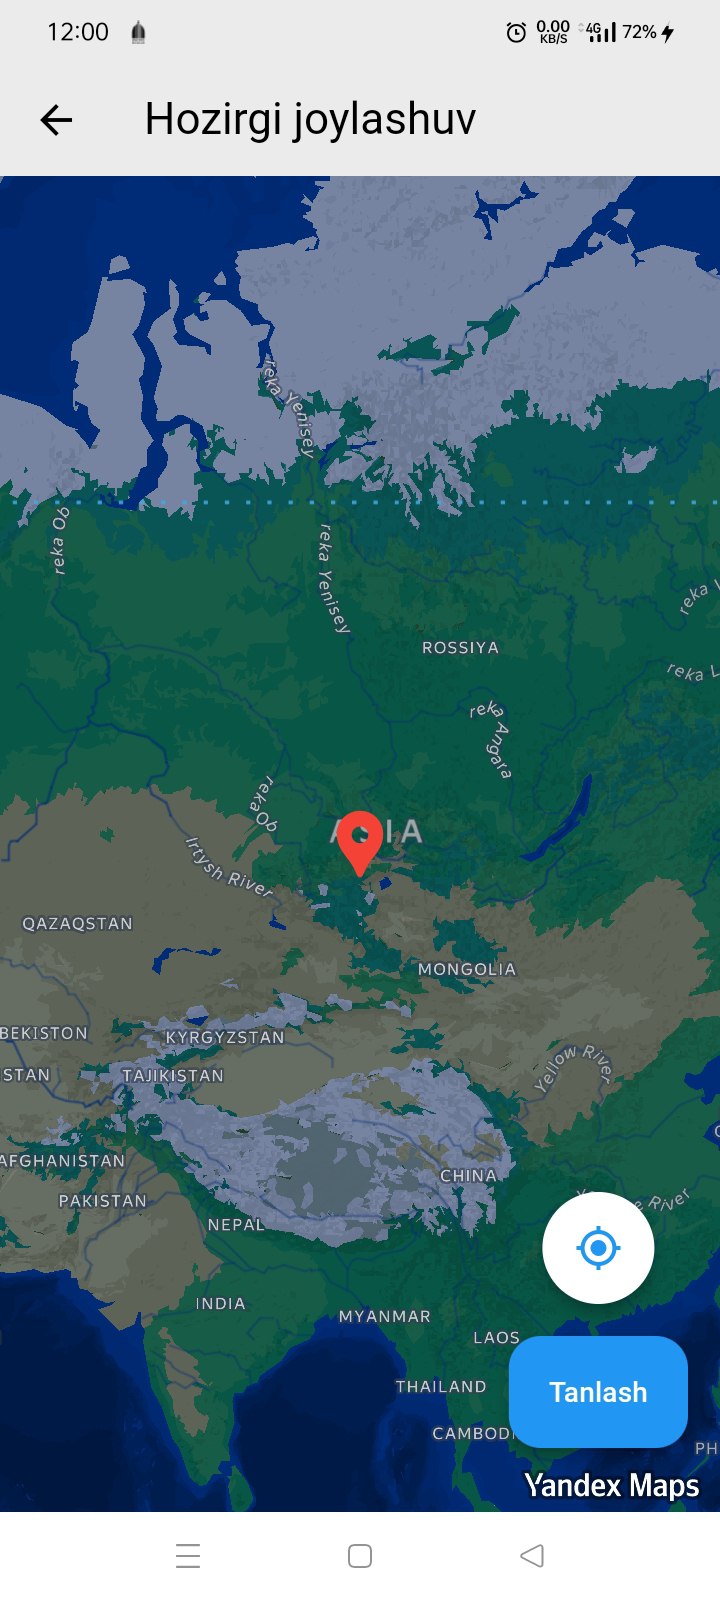 12:00
0.00 KB/S 4G 72%
Hozirgi joylashuv
reka Yenisey
reka Ob
reka Yenisey
reka
ROSSIYA
reka L
reka Angara
reka Ob
Irtysh River
QAZAQSTAN
MONGOLIA
BEKISTON
KYRGYZSTAN
Yellow River
STAN
TAJIKISTAN
AFGHANISTAN
CHINA
PAKISTAN
e River
NEPAL
INDIA
MYANMAR
LAOS
THAILAND
Tanlash
CAMBOD
PH
Yandex Maps